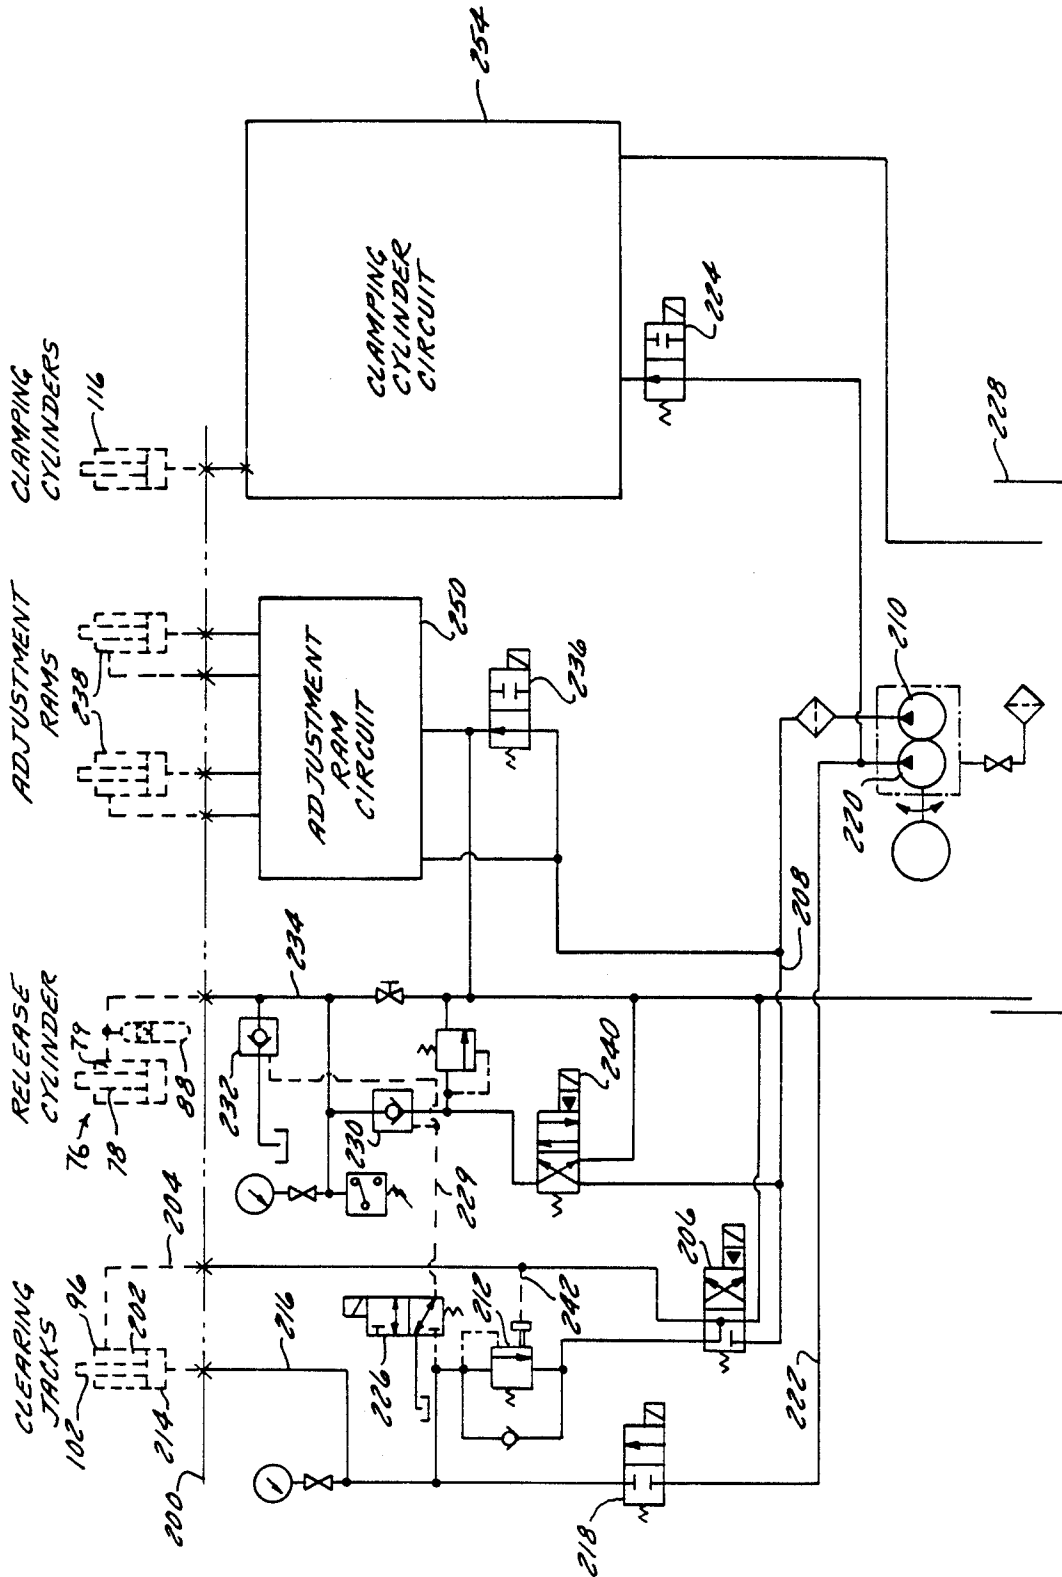 CLEARING
JACKS
RELEASE
CYLINDER
ADJUSTMENT
RAMS
CLAMPING
CYLINDERS
102
96
202
214
204
76
78
79
88
238
116
200
216
232
234
230
229
226
212
242
240
206
218
222
208
ADJUSTMENT
RAM
CIRCUIT
250
236
CLAMPING
CYLINDER
CIRCUIT
254
224
220
210
228